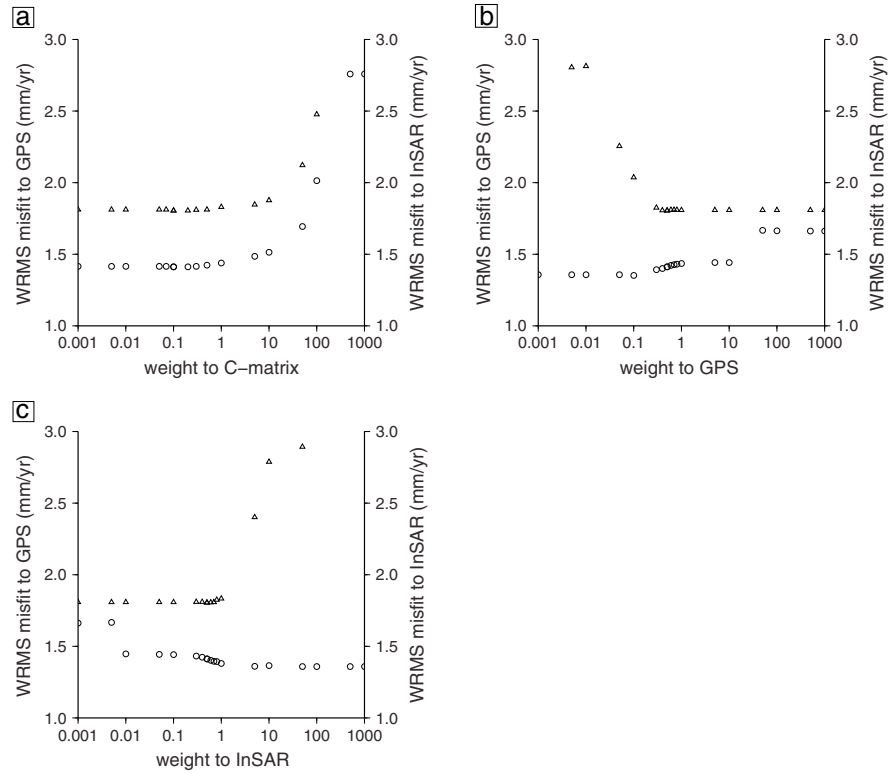 a
WRMS misfit to GPS (mm/yr)
3.0
2.5
2.0
1.5
1.0
0.001 0.01 0.1 1 10 100 1000
weight to C−matrix
3.0
2.5
2.0
1.5
1.0
WRMS misfit to InSAR (mm/yr)
b
WRMS misfit to GPS (mm/yr)
3.0
2.5
2.0
1.5
1.0
0.001 0.01 0.1 1 10 100 1000
weight to GPS
3.0
2.5
2.0
1.5
1.0
WRMS misfit to InSAR (mm/yr)
c
WRMS misfit to GPS (mm/yr)
3.0
2.5
2.0
1.5
1.0
0.001 0.01 0.1 1 10 100 1000
weight to InSAR
3.0
2.5
2.0
1.5
1.0
WRMS misfit to InSAR (mm/yr)